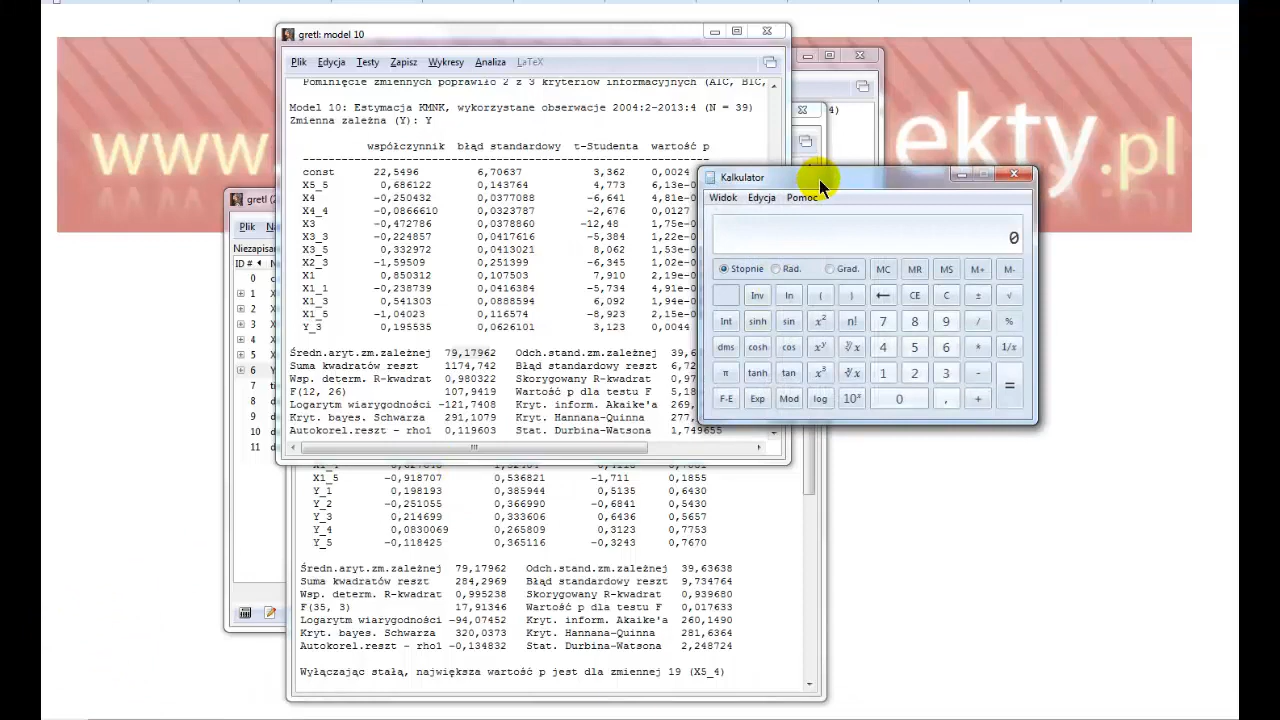 gretl: model 10
Plik Edycja Testy Zapisz Wykresy Analiza LaTeX
Pominięcie zmiennych poprawiło 2 z 3 kryteriów informacyjnych (AIC, BIC,
Model 10: Estymacja KMNK, wykorzystane obserwacje 2004:2-2013:4 (N = 39)
Zmienna zależna (Y): Y
współczynnik błąd standardowy t-Studenta wartość p
const 22,5496 6,70637 3,362 0,0024
X5_5 0,686122 0,143764 4,773 6,13e-0
X4 -0,250432 0,0377088 -6,641 4,81e-0
X4_4 -0,0866610 0,0323787 -2,676 0,0127
X3 -0,472786 0,0378860 -12,48 1,75e-0
X3_3 -0,224857 0,0417616 -5,384 1,22e-0
X3_5 0,332972 0,0413021 8,062 1,53e-0
X2_3 -1,59509 0,251399 -6,345 1,02e-0
X1 0,850312 0,107503 7,910 2,19e-0
X1_1 -0,238739 0,0416384 -5,734 4,91e-0
X1_3 0,541303 0,0888594 6,092 1,94e-0
X1_5 -1,04023 0,116574 -8,923 2,15e-0
Y_3 0,195535 0,0626101 3,123 0,0044
Średn.aryt.zm.zależnej 79,17962 Odch.stand.zm.zależnej 39,6
Suma kwadratów reszt 1174,742 Błąd standardowy reszt 6,72
Wsp. determ. R-kwadrat 0,980322 Skorygowany R-kwadrat 0,97
F(12, 26) 107,9419 Wartość p dla testu F 5,18
Logarytm wiarygodności -121,7408 Kryt. inform. Akaike'a 269,
Kryt. bayes. Schwarza 291,1079 Kryt. Hannana-Quinna 277,
Autokorel.reszt - rho1 0,119603 Stat. Durbina-Watsona 1,749655
4)
www ekty.pl
gretl (2
Plik
Niezapisa
ID #
0
1 X
2 X
3 X
4 X
5 X
6 Y
7
8
9
10
11
Kalkulator
Widok Edycja Pomoc
0
Stopnie Rad. Grad. MC MR MS M+ M-
Inv ln ( ) ← CE C ± √
Int sinh sin x² n! 7 8 9 / %
dms cosh cos xʸ ʸ√x 4 5 6 * 1/x
π tanh tan x³ ³√x 1 2 3 - =
F-E Exp Mod log 10ˣ 0 , +
X1_5 -0,918707 0,536821 -1,711 0,1855
Y_1 0,198193 0,385944 0,5135 0,6430
Y_2 -0,251055 0,366990 -0,6841 0,5430
Y_3 0,214699 0,333606 0,6436 0,5657
Y_4 0,0830069 0,265809 0,3123 0,7753
Y_5 -0,118425 0,365116 -0,3243 0,7670
Średn.aryt.zm.zależnej 79,17962 Odch.stand.zm.zależnej 39,63638
Suma kwadratów reszt 284,2969 Błąd standardowy reszt 9,734764
Wsp. determ. R-kwadrat 0,995238 Skorygowany R-kwadrat 0,939680
F(35, 3) 17,91346 Wartość p dla testu F 0,017633
Logarytm wiarygodności -94,07452 Kryt. inform. Akaike'a 260,1490
Kryt. bayes. Schwarza 320,0373 Kryt. Hannana-Quinna 281,6364
Autokorel.reszt - rho1 -0,134832 Stat. Durbina-Watsona 2,248724
Wyłączając stałą, największa wartość p jest dla zmiennej 19 (X5_4)